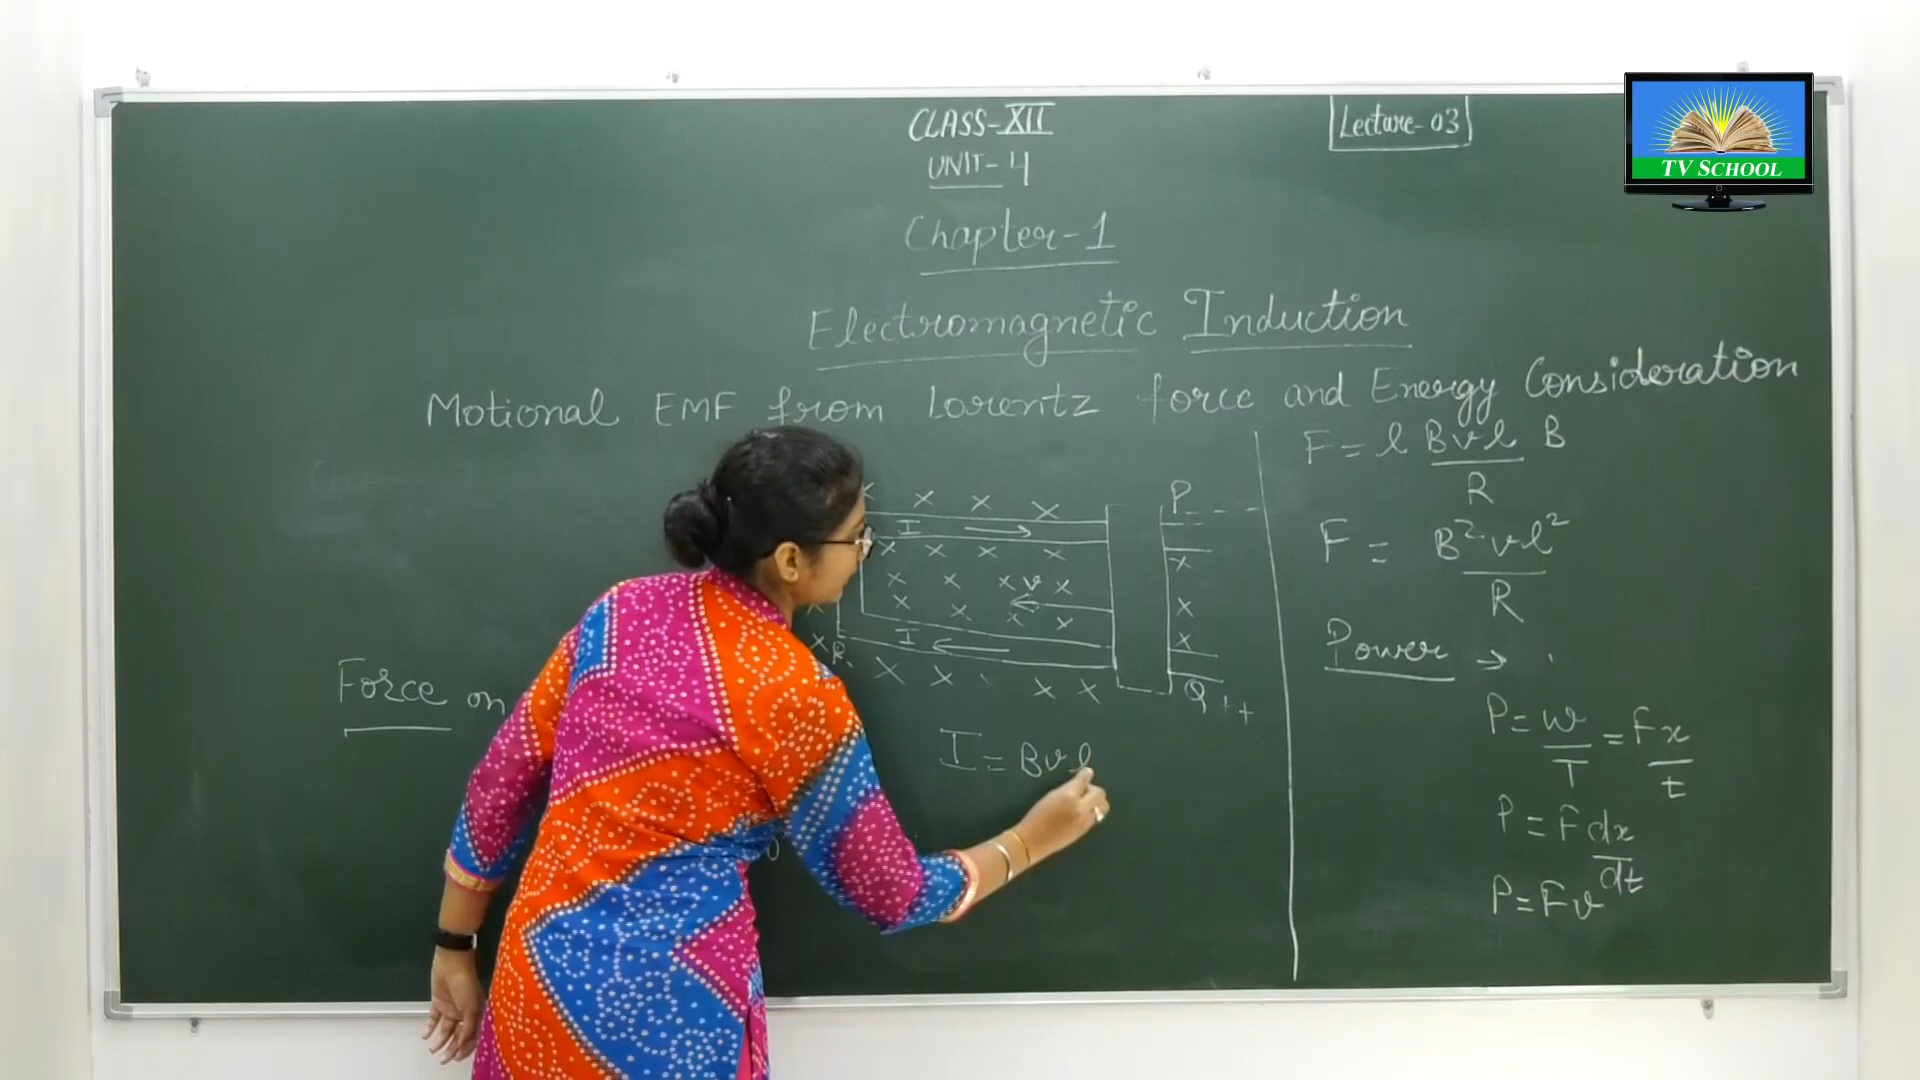 CLASS-XII
Lecture-03
TV SCHOOL
UNIT-4
Chapter-1
Electromagnetic Induction
Motional EMF from Lorentz force and Energy Consideration
P
I
v
I
R
Q
Force on
I = Bvl
F = l Bvl B
R
F = B²vl²
R
Power →
P = w = Fx
T t
P = F dx
dt
P = Fv